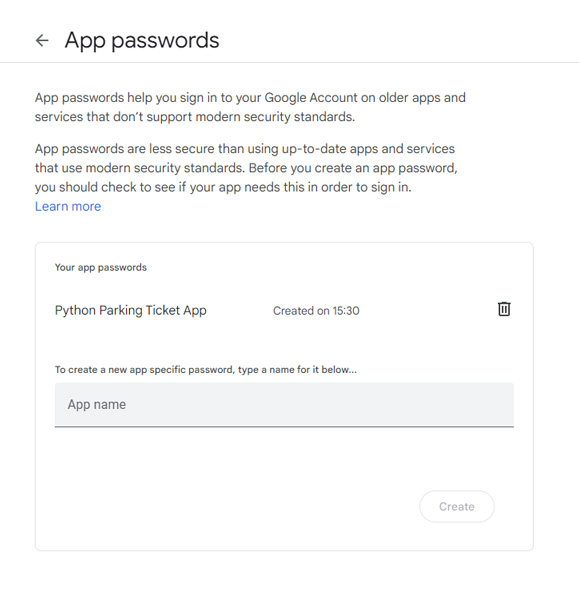 App passwords
App passwords help you sign in to your Google Account on older apps and
services that don’t support modern security standards.
App passwords are less secure than using up-to-date apps and services
that use modern security standards. Before you create an app password,
you should check to see if your app needs this in order to sign in.
Learn more
Your app passwords
Python Parking Ticket App Created on 15:30
To create a new app specific password, type a name for it below...
App name
Create